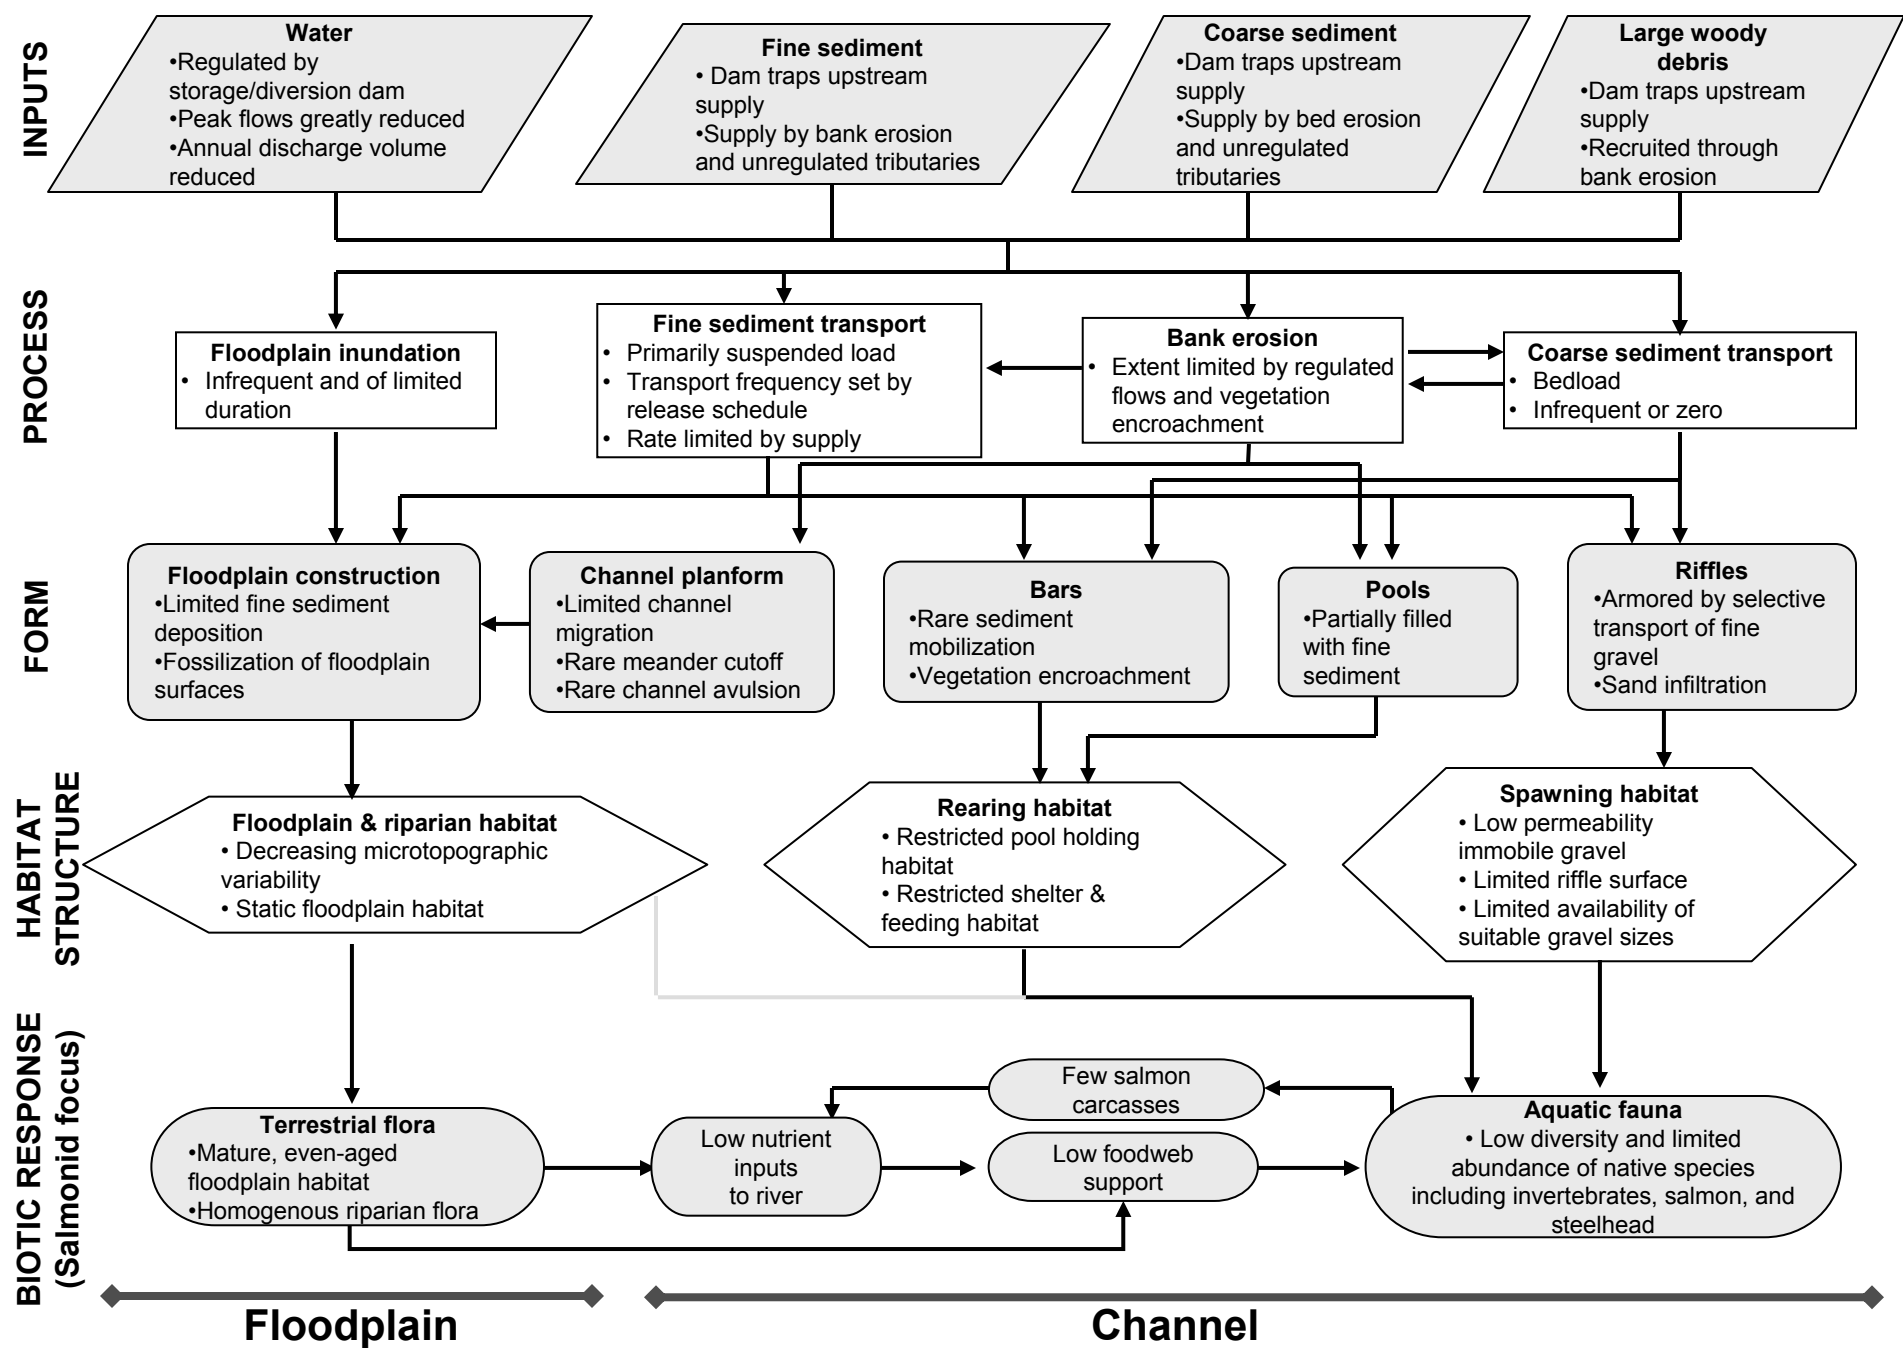 INPUTS
Water
•Regulated by
storage/diversion dam
•Peak flows greatly reduced
•Annual discharge volume
reduced
Fine sediment
• Dam traps upstream
supply
•Supply by bank erosion
and unregulated tributaries
Coarse sediment
•Dam traps upstream
supply
•Supply by bed erosion
and unregulated
tributaries
Large woody
debris
•Dam traps upstream
supply
•Recruited through
bank erosion
PROCESS
Floodplain inundation
• Infrequent and of limited
duration
Fine sediment transport
• Primarily suspended load
• Transport frequency set by
release schedule
• Rate limited by supply
Bank erosion
• Extent limited by regulated
flows and vegetation
encroachment
Coarse sediment transport
• Bedload
• Infrequent or zero
FORM
Floodplain construction
•Limited fine sediment
deposition
•Fossilization of floodplain
surfaces
Channel planform
•Limited channel
migration
•Rare meander cutoff
•Rare channel avulsion
Bars
•Rare sediment
mobilization
•Vegetation encroachment
Pools
•Partially filled
with fine
sediment
Riffles
•Armored by selective
transport of fine
gravel
•Sand infiltration
HABITAT
STRUCTURE
Floodplain & riparian habitat
• Decreasing microtopographic
variability
• Static floodplain habitat
Rearing habitat
• Restricted pool holding
habitat
• Restricted shelter &
feeding habitat
Spawning habitat
• Low permeability
immobile gravel
• Limited riffle surface
• Limited availability of
suitable gravel sizes
BIOTIC RESPONSE
(Salmonid focus)
Terrestrial flora
•Mature, even-aged
floodplain habitat
•Homogenous riparian flora
Low nutrient
inputs
to river
Few salmon
carcasses
Low foodweb
support
Aquatic fauna
• Low diversity and limited
abundance of native species
including invertebrates, salmon, and
steelhead
Floodplain
Channel